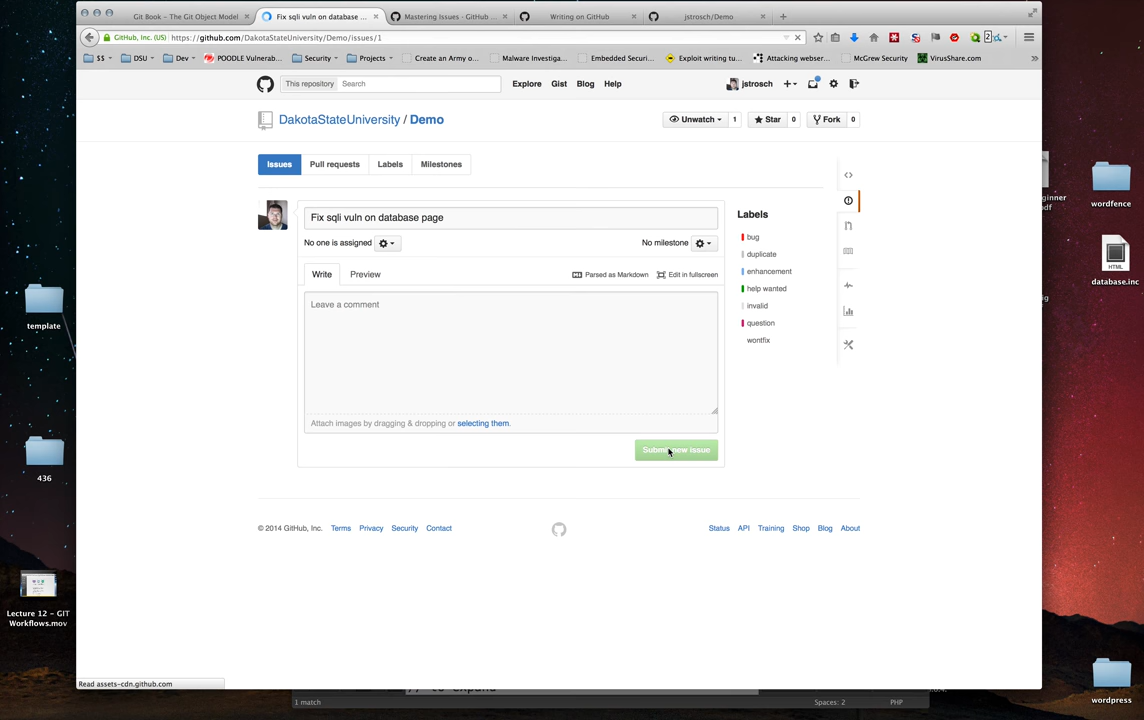 Git Book - The Git Object Model
Fix sqli vuln on database ...
Mastering Issues · GitHub ...
Writing on GitHub
jstrosch/Demo
GitHub, Inc. (US)
https://github.com/DakotaStateUniversity/Demo/issues/1
2
$$
DSU
Dev
POODLE Vulnerab...
Security
Projects
Create an Army o...
Malware Investiga...
Embedded Securi...
Exploit writing tu...
Attacking webser...
McGrew Security
VirusShare.com
This repository
Search
Explore
Gist
Blog
Help
jstrosch
DakotaStateUniversity / Demo
Unwatch
1
Star
0
Fork
0
Issues
Pull requests
Labels
Milestones
Fix sqli vuln on database page
No one is assigned
No milestone
Write
Preview
Parsed as Markdown
Edit in fullscreen
Leave a comment
Attach images by dragging & dropping or selecting them.
Submit new issue
Labels
bug
duplicate
enhancement
help wanted
invalid
question
wontfix
© 2014 GitHub, Inc.
Terms
Privacy
Security
Contact
Status
API
Training
Shop
Blog
About
Read assets-cdn.github.com
1 match
Spaces: 2
PHP
template
436
Lecture 12 – GIT
Workflows.mov
wordfence
HTML
database.inc
wordpress